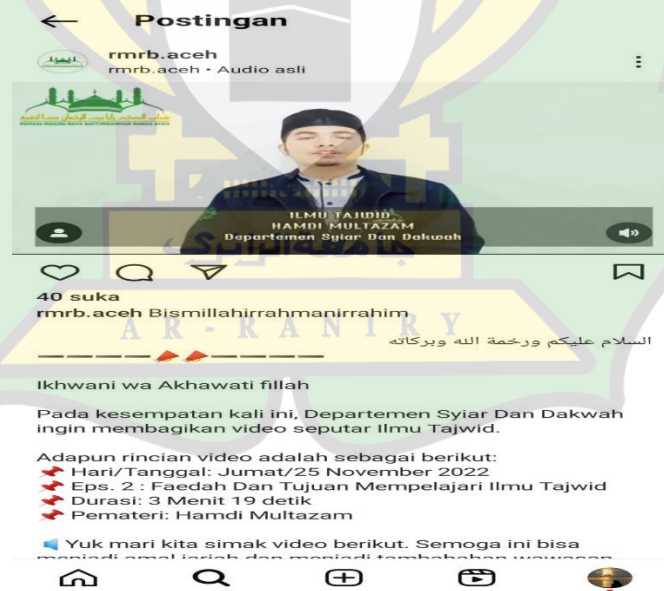 Postingan
rmrb.aceh
rmrb.aceh • Audio asli
ILMU TAJWID
HAMDI MULTAZAM
Departemen Syiar Dan Dakwah
جامعة الرانري
40 suka
rmrb.aceh Bismillahirrahmanirrahim
AR-RANIRY
السلام عليكم ورحمة الله وبركاته
Ikhwani wa Akhawati fillah
Pada kesempatan kali ini, Departemen Syiar Dan Dakwah
ingin membagikan video seputar Ilmu Tajwid.
Adapun rincian video adalah sebagai berikut:
📌 Hari/Tanggal: Jumat/25 November 2022
📌 Eps. 2 : Faedah Dan Tujuan Mempelajari Ilmu Tajwid
📌 Durasi: 3 Menit 19 detik
📌 Pemateri: Hamdi Multazam
📢 Yuk mari kita simak video berikut. Semoga ini bisa
menjadi amal jariah dan menjadi tambahan wawasan